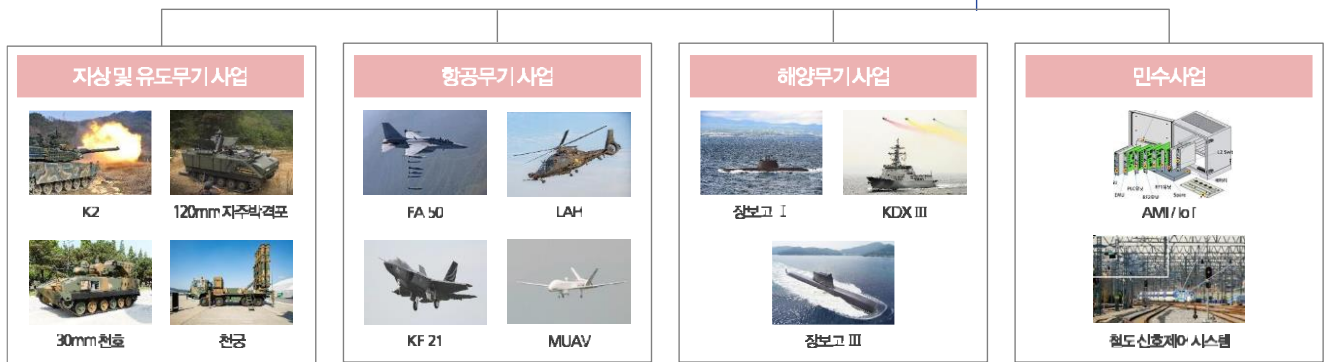 지상 및 유도무기 사업
항공무기 사업
해양무기 사업
민수사업
K2
120mm 자주박격포
FA 50
LAH
장보고 Ⅰ
KDX III
AMI / IoT
30mm 천호
천궁
KF 21
MUAV
장보고 III
철도 신호제어 시스템